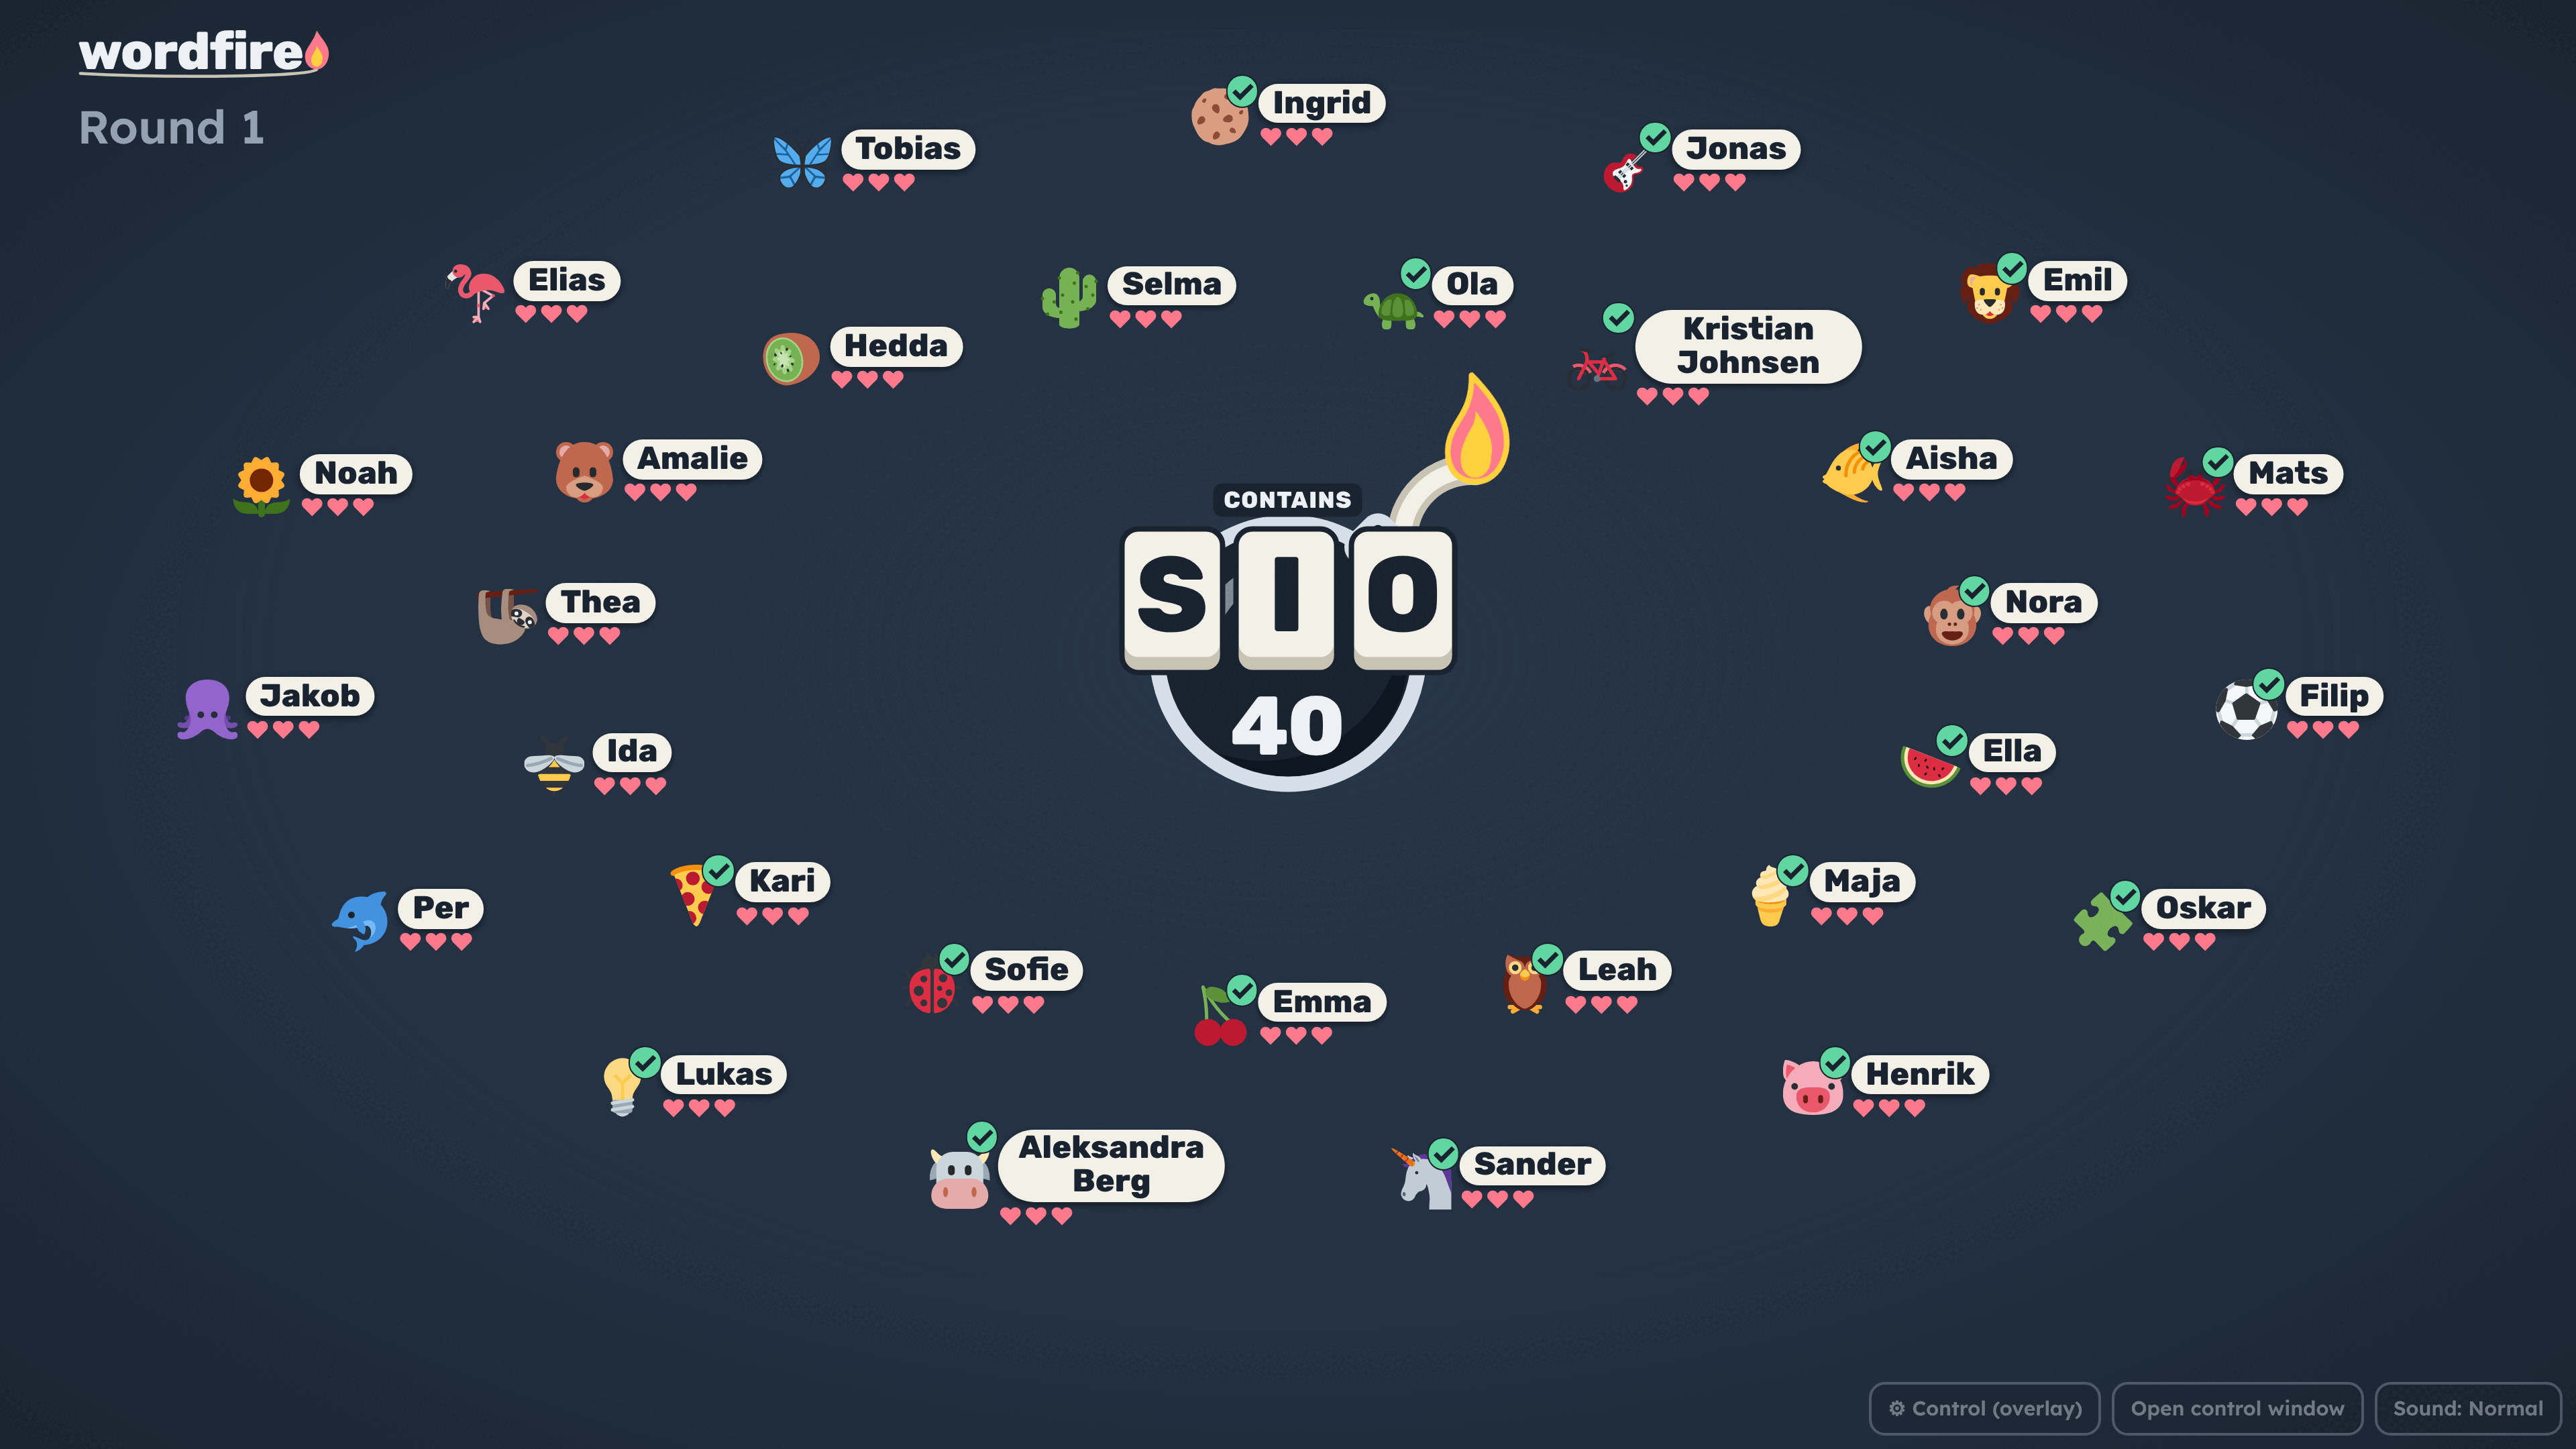 wordfire
Round 1
Ingrid
Tobias
Jonas
Elias
Selma
Ola
Emil
Kristian
Johnsen
Hedda
Noah
Amalie
Aisha
Mats
CONTAINS
SIO
40
Thea
Nora
Jakob
Filip
Ida
Ella
Per
Kari
Maja
Oskar
Sofie
Emma
Leah
Lukas
Henrik
Aleksandra
Berg
Sander
⚙ Control (overlay)
Open control window
Sound: Normal